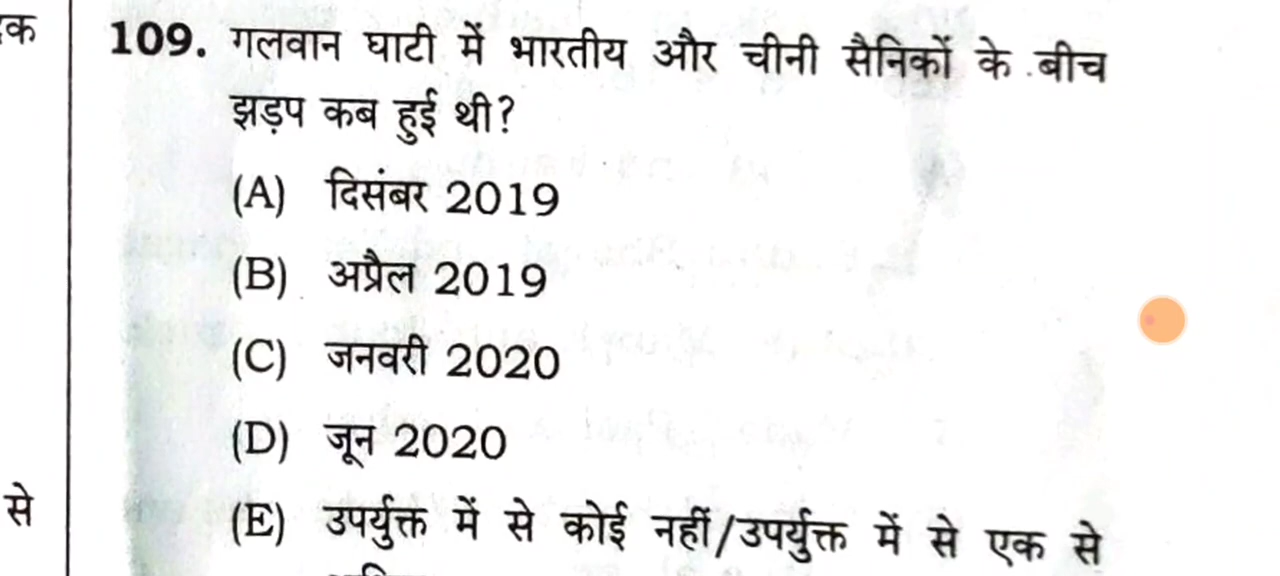 क
109. गलवान घाटी में भारतीय और चीनी सैनिकों के बीच
झड़प कब हुई थी?
(A) दिसंबर 2019
(B) अप्रैल 2019
(C) जनवरी 2020
(D) जून 2020
से
(E) उपर्युक्त में से कोई नहीं/उपर्युक्त में से एक से